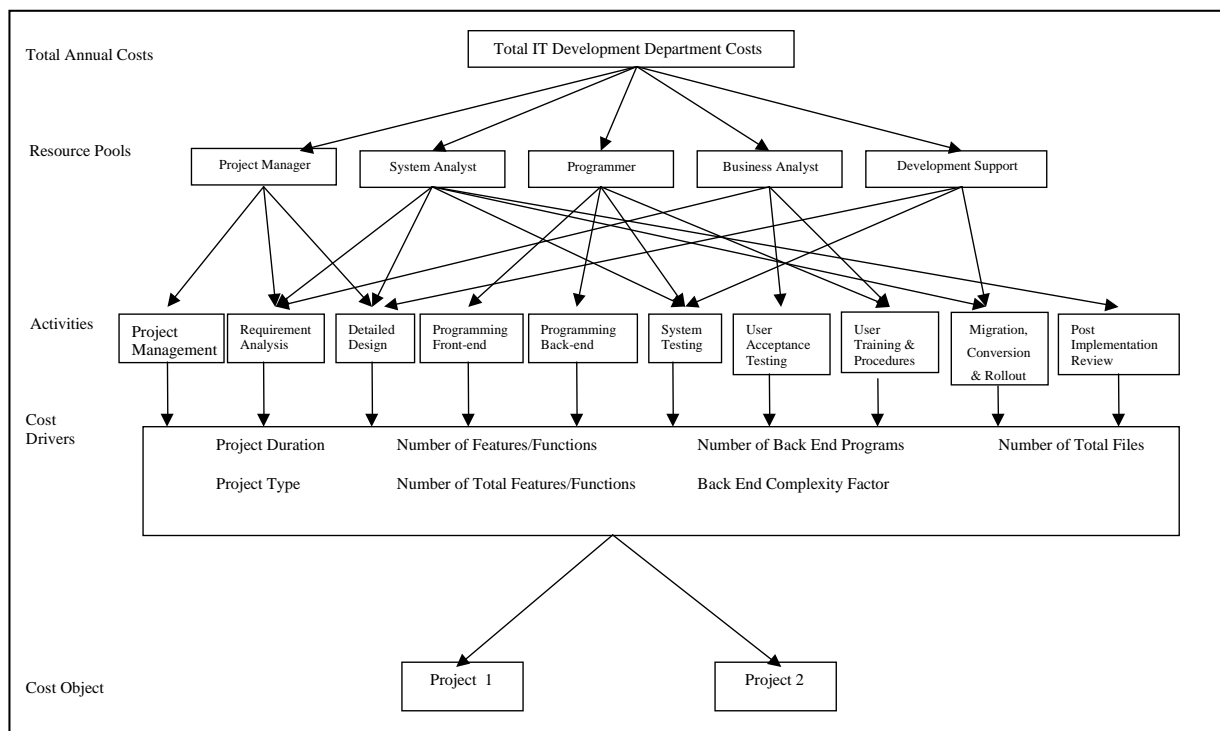 Total Annual Costs
Total IT Development Department Costs
Resource Pools
Project Manager
System Analyst
Programmer
Business Analyst
Development Support
Activities
Project
Management
Requirement
Analysis
Detailed
Design
Programming
Front-end
Programming
Back-end
System
Testing
User
Acceptance
Testing
User
Training &
Procedures
Migration,
Conversion
& Rollout
Post
Implementation
Review
Cost
Drivers
Project Duration
Number of Features/Functions
Number of Back End Programs
Number of Total Files
Project Type
Number of Total Features/Functions
Back End Complexity Factor
Cost Object
Project 1
Project 2